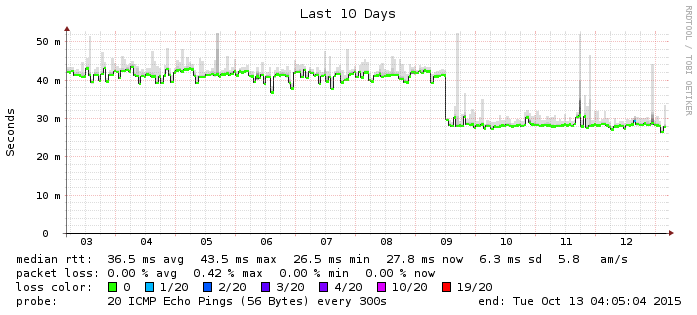 Last 10 Days
RRDTOOL / TOBI OETIKER
Seconds
50 m
40 m
30 m
20 m
10 m
0
03 04 05 06 07 08 09 10 11 12
median rtt: 36.5 ms avg 43.5 ms max 26.5 ms min 27.8 ms now 6.3 ms sd 5.8 am/s
packet loss: 0.00 % avg 0.42 % max 0.00 % min 0.00 % now
loss color: 0 1/20 2/20 3/20 4/20 10/20 19/20
probe: 20 ICMP Echo Pings (56 Bytes) every 300s end: Tue Oct 13 04:05:04 2015